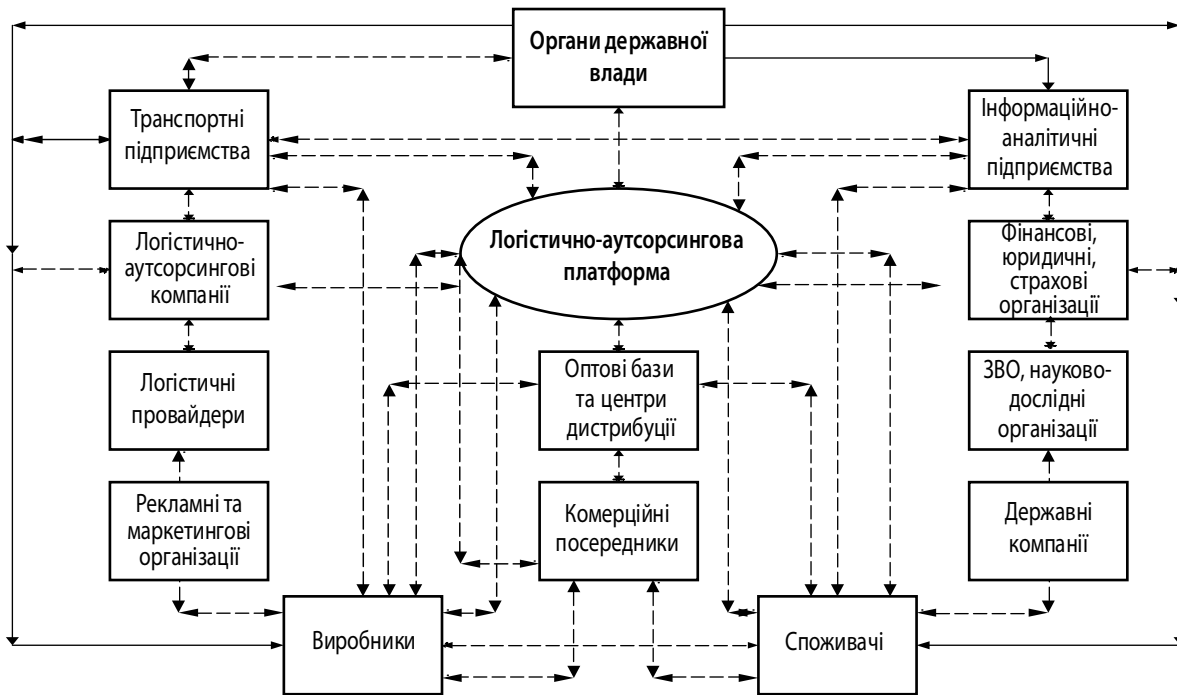 Органи державної
влади
Транспортні
підприємства
Інформаційно-
аналітичні
підприємства
Логістично-
аутсорсингові
компанії
Логістично-аутсорсингова
платформа
Фінансові,
юридичні,
страхові
організації
Логістичні
провайдери
Оптові бази
та центри
дистрибуції
ЗВО, науково-
дослідні
організації
Рекламні та
маркетингові
організації
Комерційні
посередники
Державні
компанії
Виробники
Споживачі